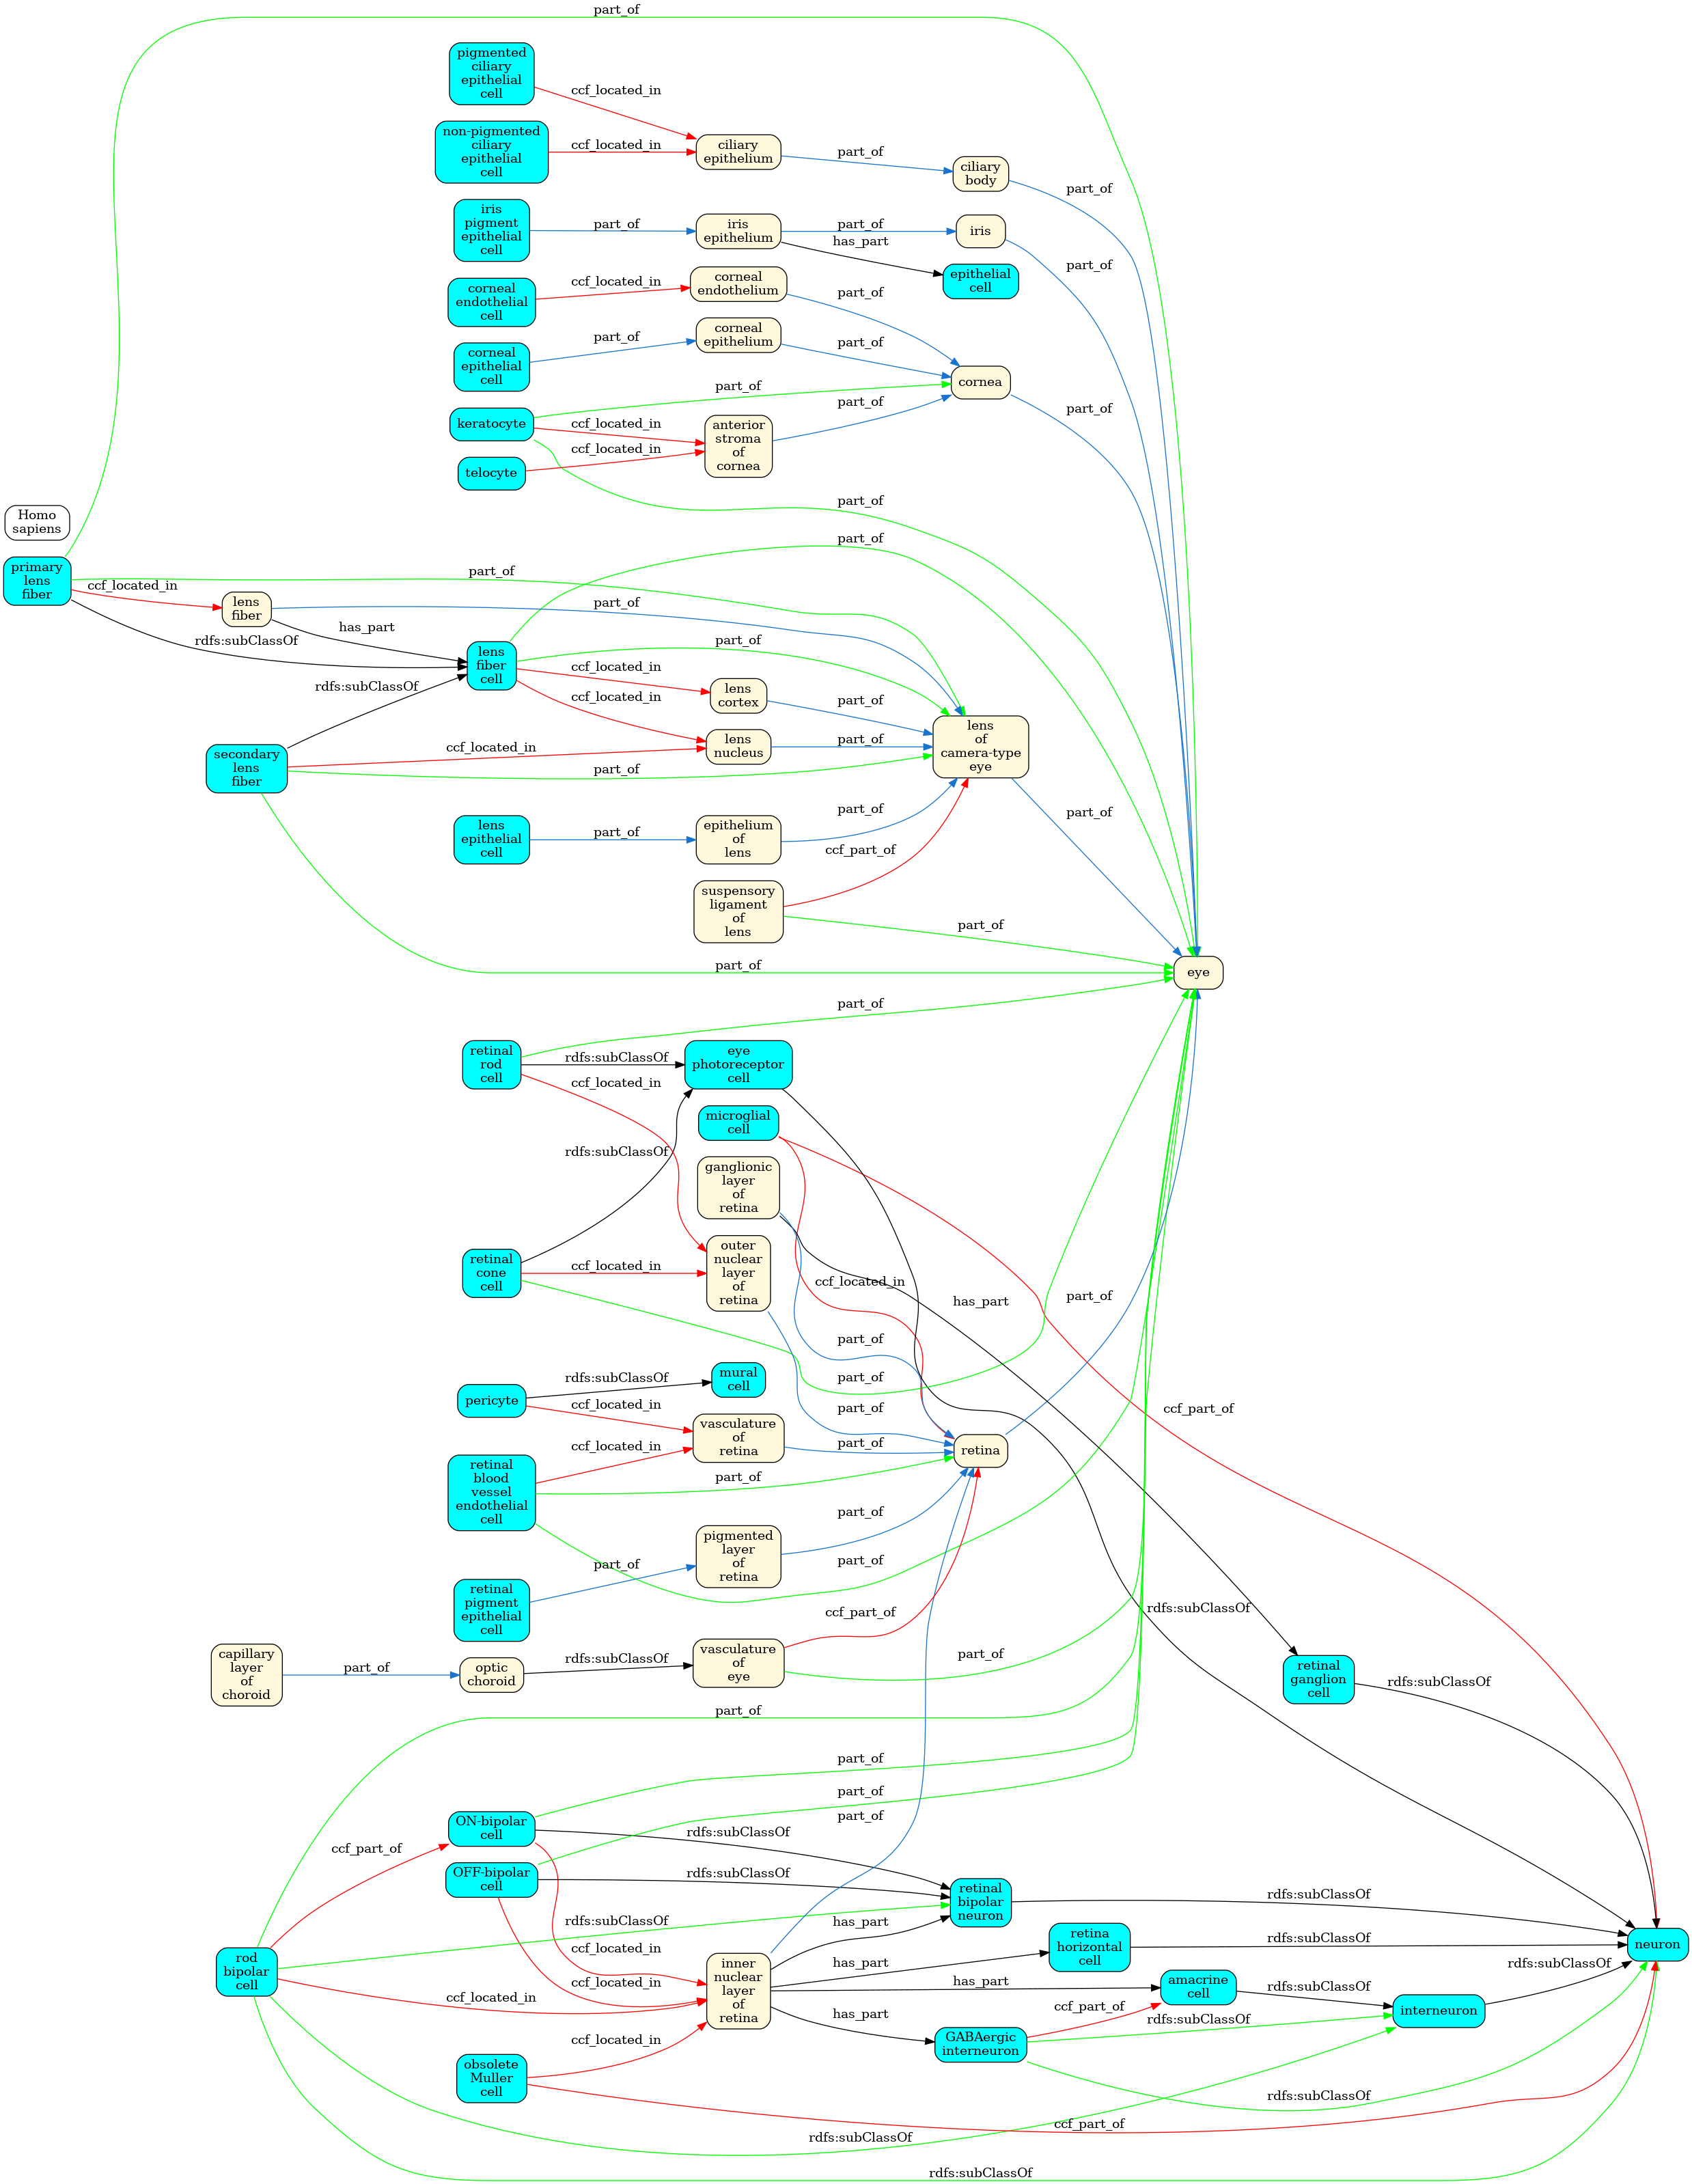 part_of
pigmented
ciliary
epithelial
cell
ccf_located_in
non-pigmented
ciliary
epithelial
cell
ccf_located_in
ciliary
epithelium
part_of
ciliary
body
part_of
iris
pigment
epithelial
cell
part_of
iris
epithelium
part_of
has_part
iris
part_of
epithelial
cell
corneal
endothelial
cell
ccf_located_in
corneal
endothelium
part_of
corneal
epithelial
cell
part_of
corneal
epithelium
part_of
cornea
part_of
keratocyte
part_of
ccf_located_in
telocyte
ccf_located_in
anterior
stroma
of
cornea
part_of
part_of
Homo
sapiens
primary
lens
fiber
part_of
ccf_located_in
rdfs:subClassOf
lens
fiber
part_of
has_part
part_of
lens
fiber
cell
part_of
ccf_located_in
ccf_located_in
rdfs:subClassOf
lens
cortex
part_of
lens
nucleus
part_of
lens
of
camera-type
eye
part_of
secondary
lens
fiber
ccf_located_in
part_of
part_of
lens
epithelial
cell
part_of
epithelium
of
lens
part_of
ccf_part_of
suspensory
ligament
of
lens
part_of
eye
part_of
retinal
rod
cell
rdfs:subClassOf
ccf_located_in
eye
photoreceptor
cell
microglial
cell
rdfs:subClassOf
ganglionic
layer
of
retina
retinal
cone
cell
ccf_located_in
outer
nuclear
layer
of
retina
ccf_located_in
has_part
part_of
part_of
part_of
part_of
pericyte
rdfs:subClassOf
ccf_located_in
mural
cell
vasculature
of
retina
part_of
retina
ccf_part_of
retinal
blood
vessel
endothelial
cell
ccf_located_in
part_of
part_of
pigmented
layer
of
retina
part_of
retinal
pigment
epithelial
cell
part_of
ccf_part_of
rdfs:subClassOf
capillary
layer
of
choroid
part_of
optic
choroid
rdfs:subClassOf
vasculature
of
eye
part_of
retinal
ganglion
cell
rdfs:subClassOf
part_of
part_of
part_of
part_of
ON-bipolar
cell
rdfs:subClassOf
ccf_part_of
OFF-bipolar
cell
rdfs:subClassOf
retinal
bipolar
neuron
rdfs:subClassOf
rdfs:subClassOf
ccf_located_in
has_part
rod
bipolar
cell
ccf_located_in
ccf_located_in
inner
nuclear
layer
of
retina
has_part
retina
horizontal
cell
rdfs:subClassOf
neuron
has_part
amacrine
cell
rdfs:subClassOf
rdfs:subClassOf
interneuron
has_part
ccf_part_of
rdfs:subClassOf
GABAergic
interneuron
obsolete
Muller
cell
ccf_located_in
rdfs:subClassOf
ccf_part_of
rdfs:subClassOf
rdfs:subClassOf